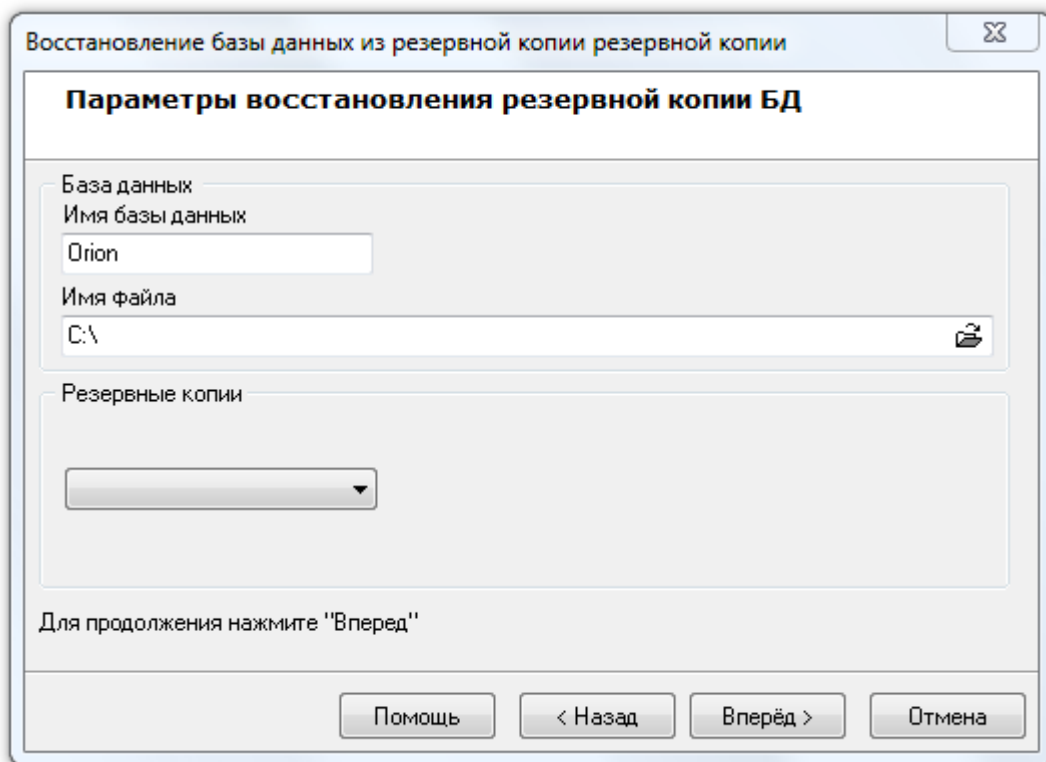 Восстановление базы данных из резервной копии резервной копии
Параметры восстановления резервной копии БД
База данных
Имя базы данных
Orion
Имя файла
C:\
Резервные копии
Для продолжения нажмите "Вперед"
Помощь
< Назад
Вперёд >
Отмена